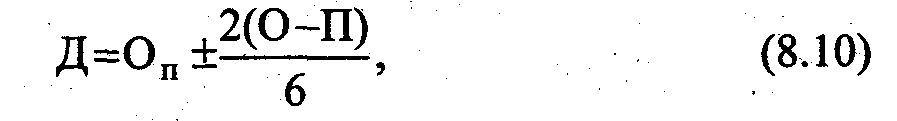 Д=Оп ± 2(О–П)/6, (8.10)